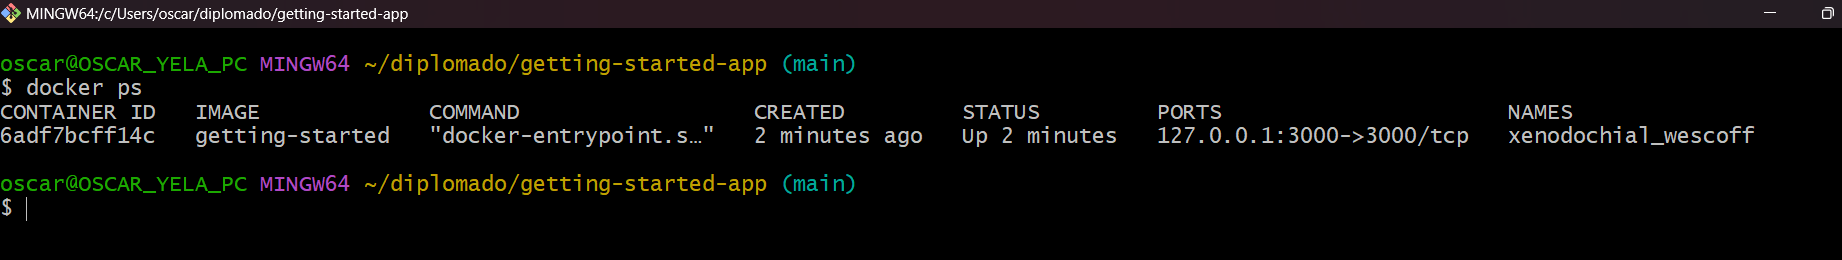 MINGW64:/c/Users/oscar/diplomado/getting-started-app
oscar@OSCAR_YELA_PC MINGW64 ~/diplomado/getting-started-app (main)
$ docker ps
CONTAINER ID   IMAGE             COMMAND                  CREATED         STATUS         PORTS                      NAMES
6adf7bcff14c   getting-started   "docker-entrypoint.s…"   2 minutes ago   Up 2 minutes   127.0.0.1:3000->3000/tcp   xenodochial_wescoff
oscar@OSCAR_YELA_PC MINGW64 ~/diplomado/getting-started-app (main)
$